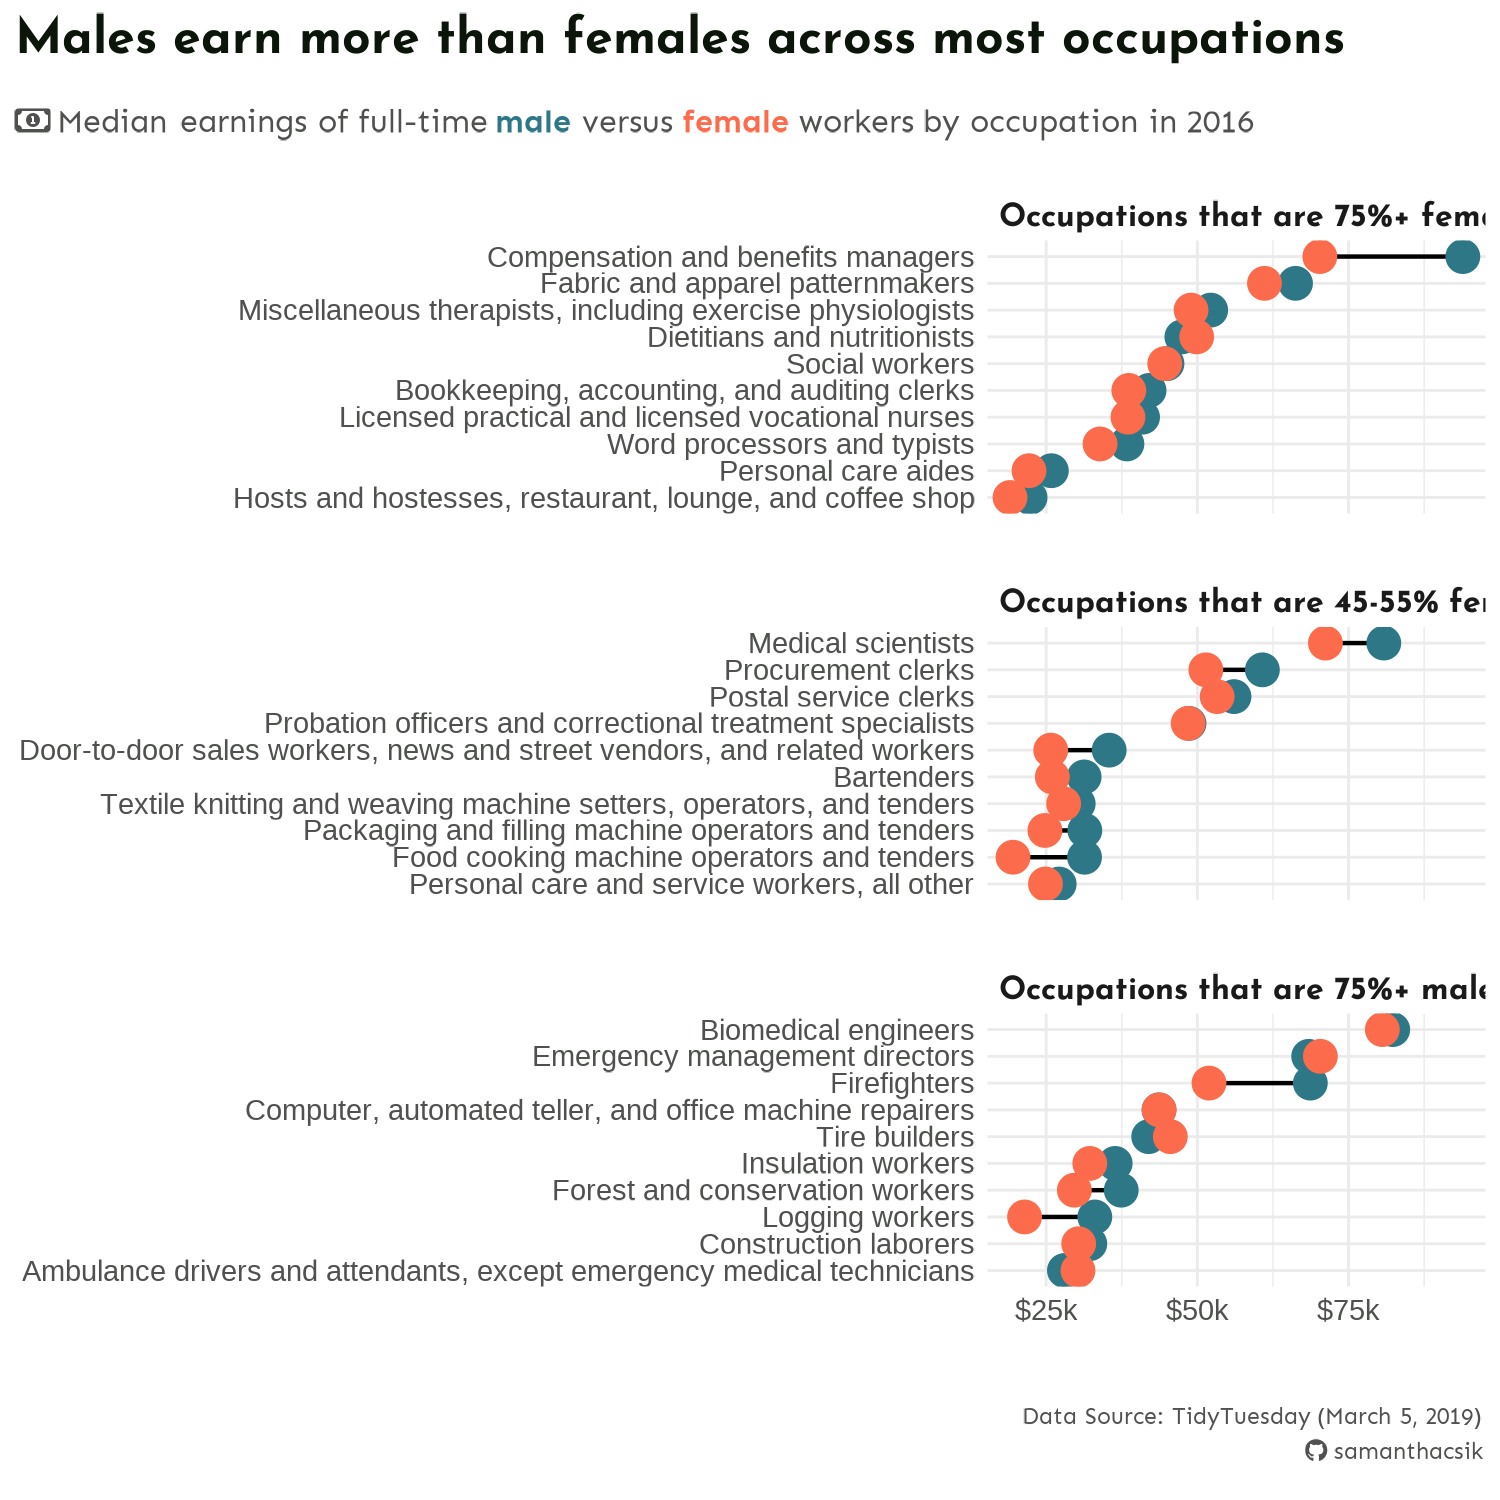 Males earn more than females across most occupations
Median earnings of full-time male versus female workers by occupation in 2016
Occupations that are 75%+
Compensation and benefits managers
Fabric and apparel patternmakers
Miscellaneous therapists, including exercise physiologists
Dietitians and nutritionists
Social workers
Bookkeeping, accounting, and auditing clerks
Licensed practical and licensed vocational nurses
Word processors and typists
Personal care aides
Hosts and hostesses, restaurant, lounge, and coffee shop
Occupations that are 45-55%
Medical scientists
Procurement clerks
Postal service clerks
Probation officers and correctional treatment specialists
Door-to-door sales workers, news and street vendors, and related workers
Bartenders
Textile knitting and weaving machine setters, operators, and tenders
Packaging and filling machine operators and tenders
Food cooking machine operators and tenders
Personal care and service workers, all other
Occupations that are 75%+ male
Biomedical engineers
Emergency management directors
Firefighters
Computer, automated teller, and office machine repairers
Tire builders
Insulation workers
Forest and conservation workers
Logging workers
Construction laborers
Ambulance drivers and attendants, except emergency medical technicians
$25k $50k $75k
Data Source: TidyTuesday (March 5, 2019)
samanthacsik